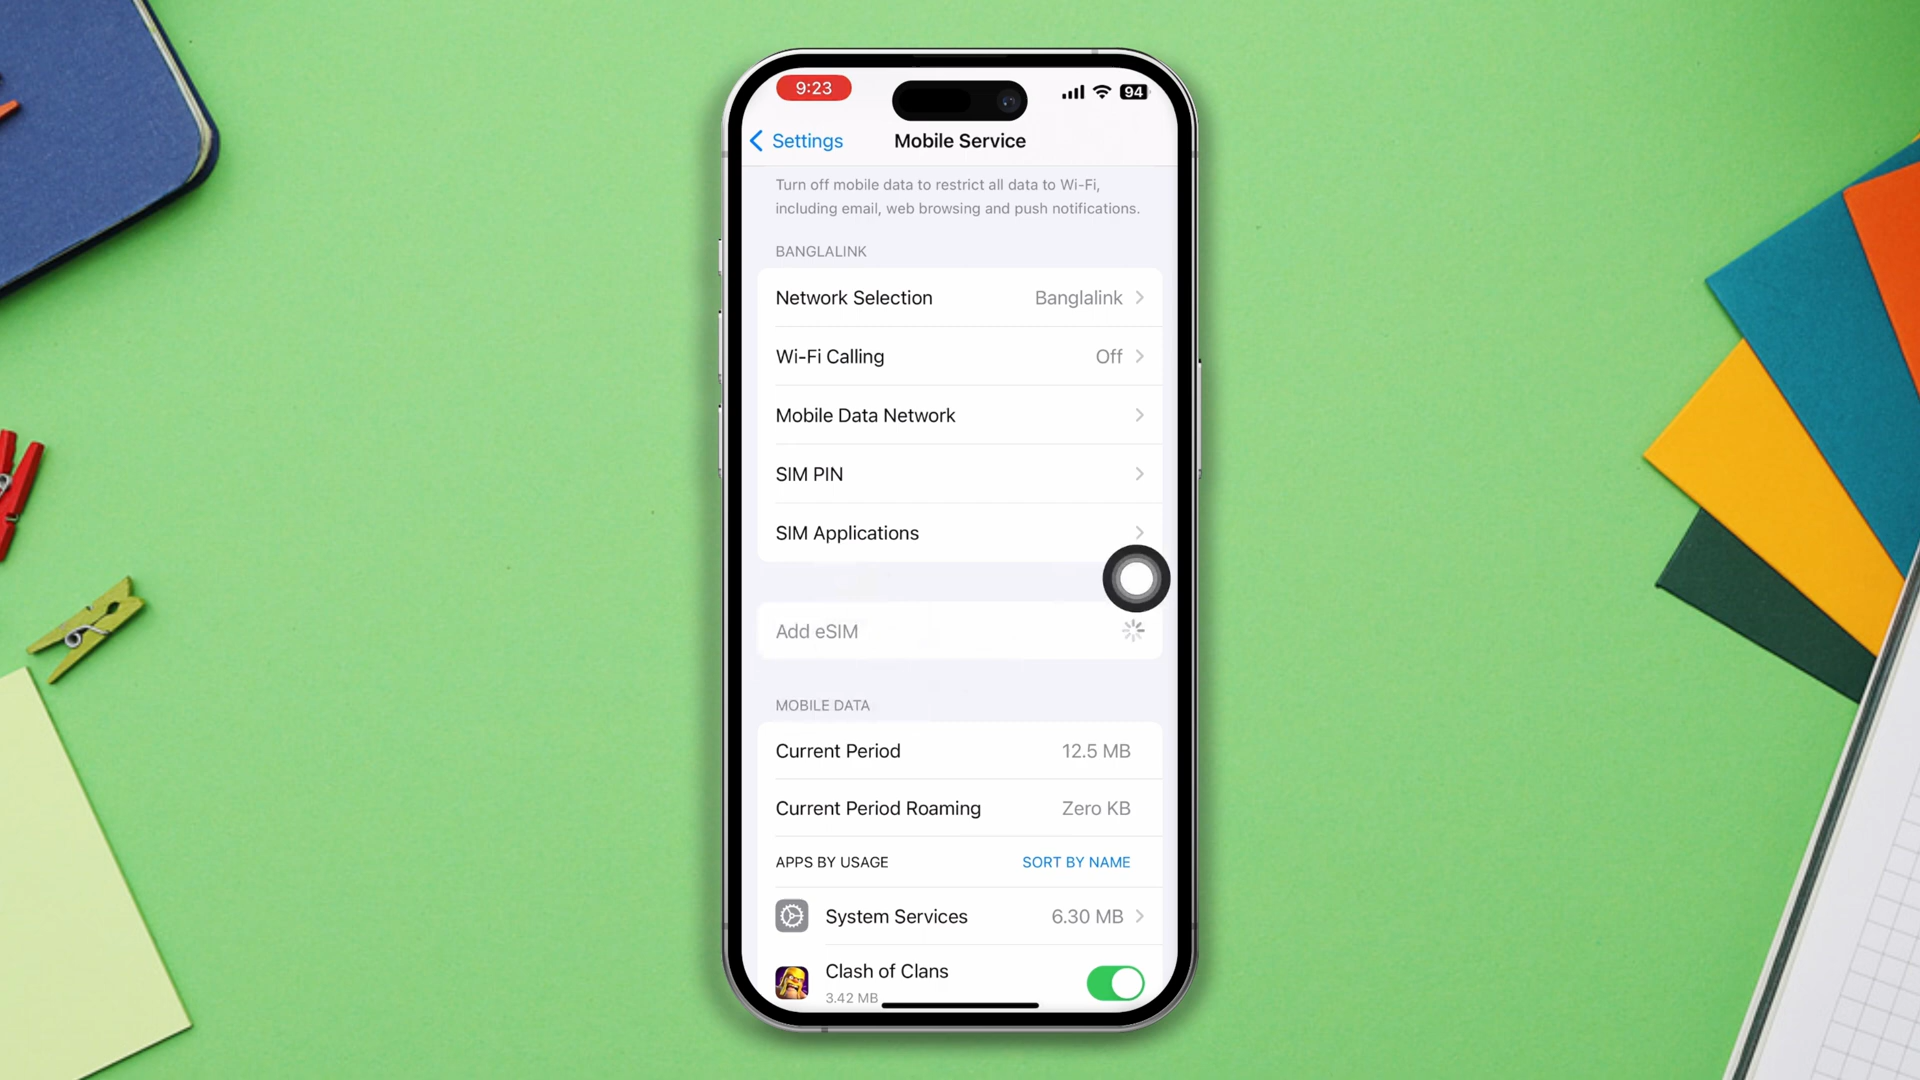 9:23
94
Settings
Mobile Service
Turn off mobile data to restrict all data to Wi-Fi,
including email, web browsing and push notifications.
BANGLALINK
Network Selection Banglalink
Wi-Fi Calling Off
Mobile Data Network
SIM PIN
SIM Applications
Add eSIM
MOBILE DATA
Current Period 12.5 MB
Current Period Roaming Zero KB
APPS BY USAGE SORT BY NAME
System Services 6.30 MB
Clash of Clans
3.42 MB